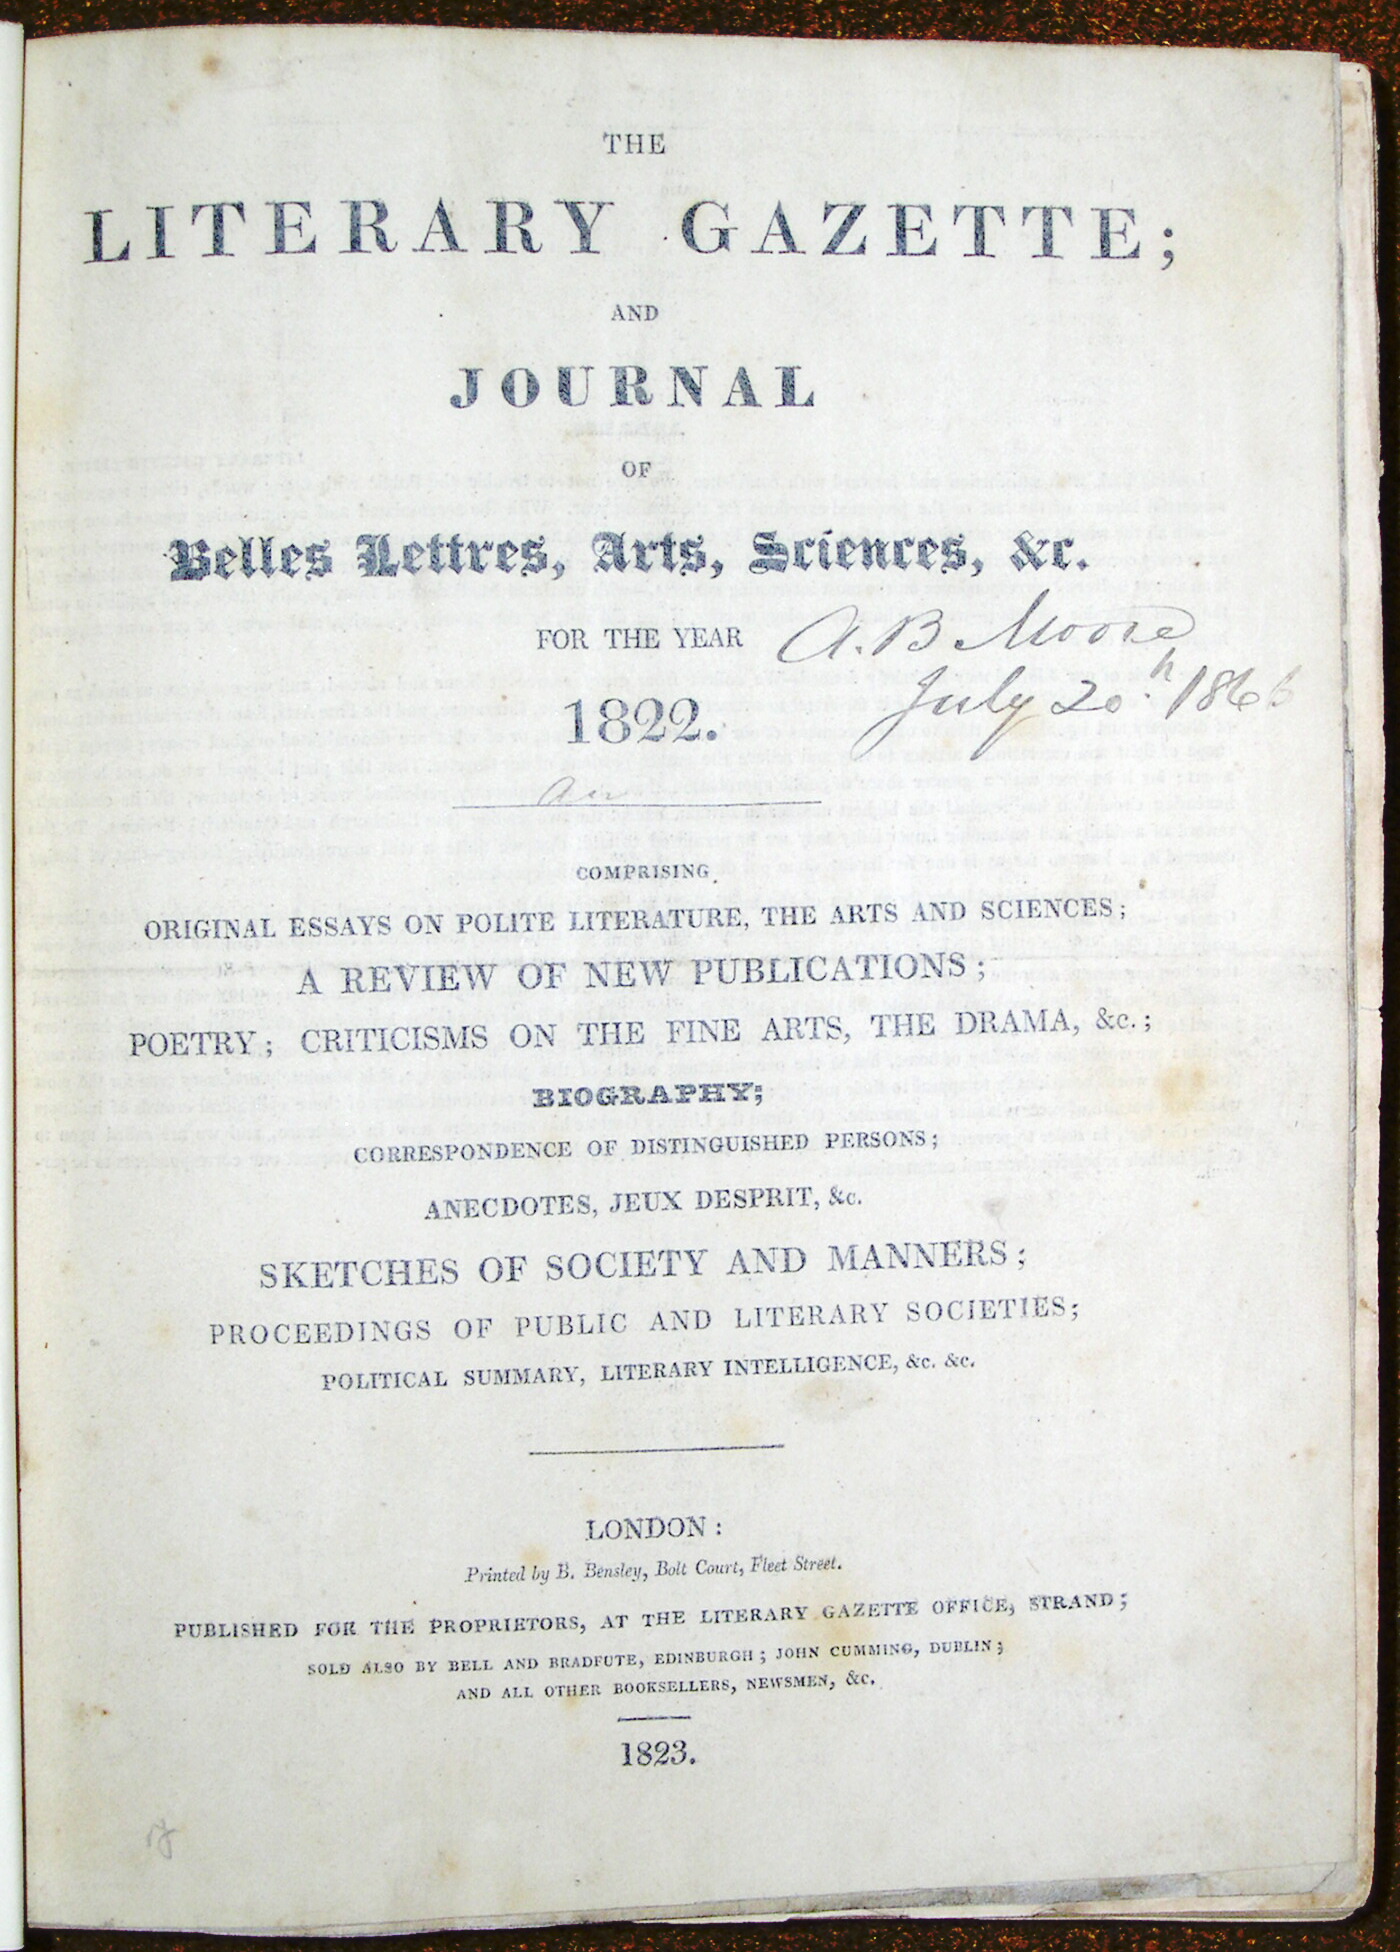 THE
LITERARY GAZETTE;
AND
JOURNAL
OF
Belles Lettres, Arts, Sciences, &c.
FOR THE YEAR
A. B Moore
1822.
July 20th 1866
COMPRISING
ORIGINAL ESSAYS ON POLITE LITERATURE, THE ARTS AND SCIENCES;
A REVIEW OF NEW PUBLICATIONS;
POETRY; CRITICISMS ON THE FINE ARTS, THE DRAMA, &c.;
BIOGRAPHY;
CORRESPONDENCE OF DISTINGUISHED PERSONS;
ANECDOTES, JEUX DESPRIT, &c.
SKETCHES OF SOCIETY AND MANNERS;
PROCEEDINGS OF PUBLIC AND LITERARY SOCIETIES;
POLITICAL SUMMARY, LITERARY INTELLIGENCE, &c. &c.
LONDON:
Printed by B. Bensley, Bolt Court, Fleet Street.
PUBLISHED FOR THE PROPRIETORS, AT THE LITERARY GAZETTE OFFICE, STRAND;
SOLD ALSO BY BELL AND BRADFUTE, EDINBURGH; JOHN CUMMING, DUBLIN;
AND ALL OTHER BOOKSELLERS, NEWSMEN, &c.
1823.